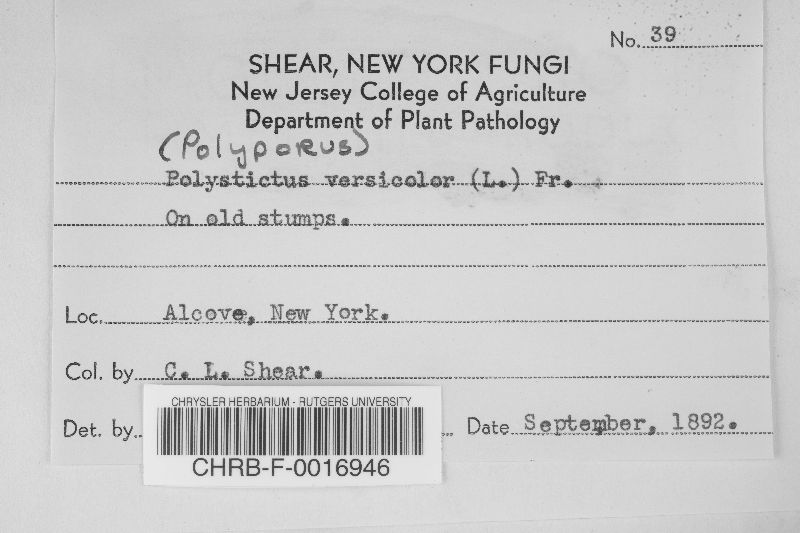 No. 39
SHEAR, NEW YORK FUNGI
New Jersey College of Agriculture
Department of Plant Pathology
(Polyporus)
Polystictus versicolor (L.) Fr.
On old stumps.
Loc. Alcove, New York.
Col. by C. L. Shear.
Det. by Date September, 1892.
CHRYSLER HERBARIUM - RUTGERS UNIVERSITY
CHRB-F-0016946